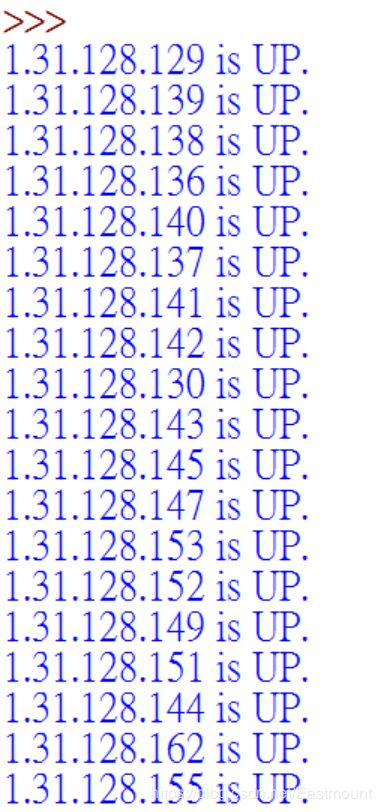 >>>
1.31.128.129 is UP.
1.31.128.139 is UP.
1.31.128.138 is UP.
1.31.128.136 is UP.
1.31.128.140 is UP.
1.31.128.137 is UP.
1.31.128.141 is UP.
1.31.128.142 is UP.
1.31.128.130 is UP.
1.31.128.143 is UP.
1.31.128.145 is UP.
1.31.128.147 is UP.
1.31.128.153 is UP.
1.31.128.152 is UP.
1.31.128.149 is UP.
1.31.128.151 is UP.
1.31.128.144 is UP.
1.31.128.162 is UP.
1.31.128.155 is UP.
https://blog.csdn.net/Eastmount